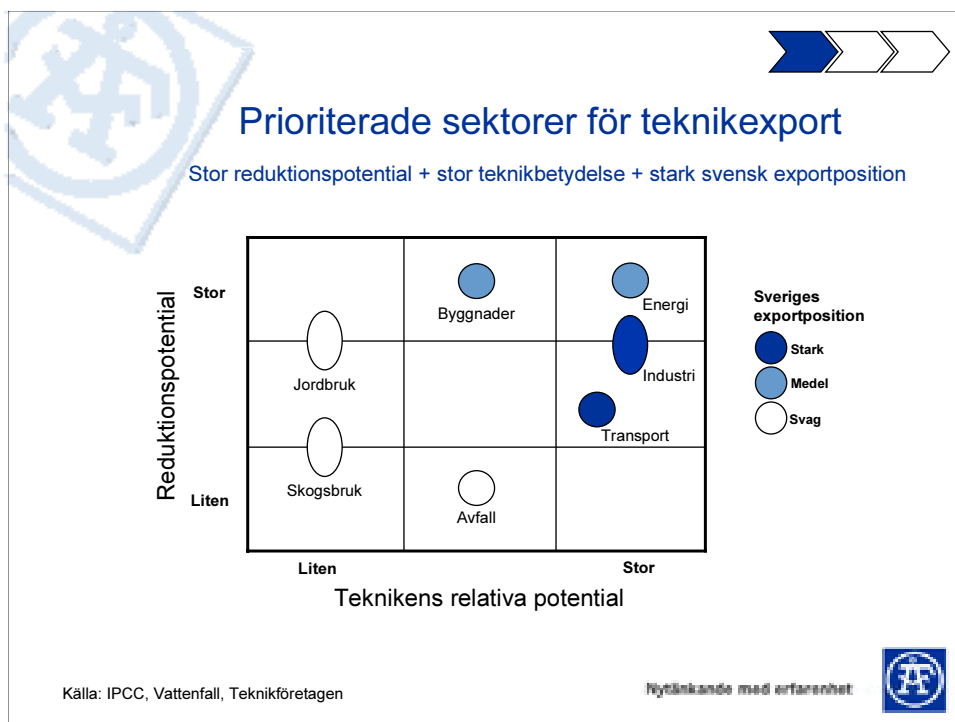 Prioriterade sektorer för teknikexport
Stor reduktionspotential + stor teknikbetydelse + stark svensk exportposition
Reduktionspotential
Stor
Liten
Byggnader
Energi
Jordbruk
Industri
Transport
Skogsbruk
Avfall
Liten
Stor
Teknikens relativa potential
Sveriges
exportposition
Stark
Medel
Svag
Källa: IPCC, Vattenfall, Teknikföretagen
Nytänkande med erfarenhet
ÅF